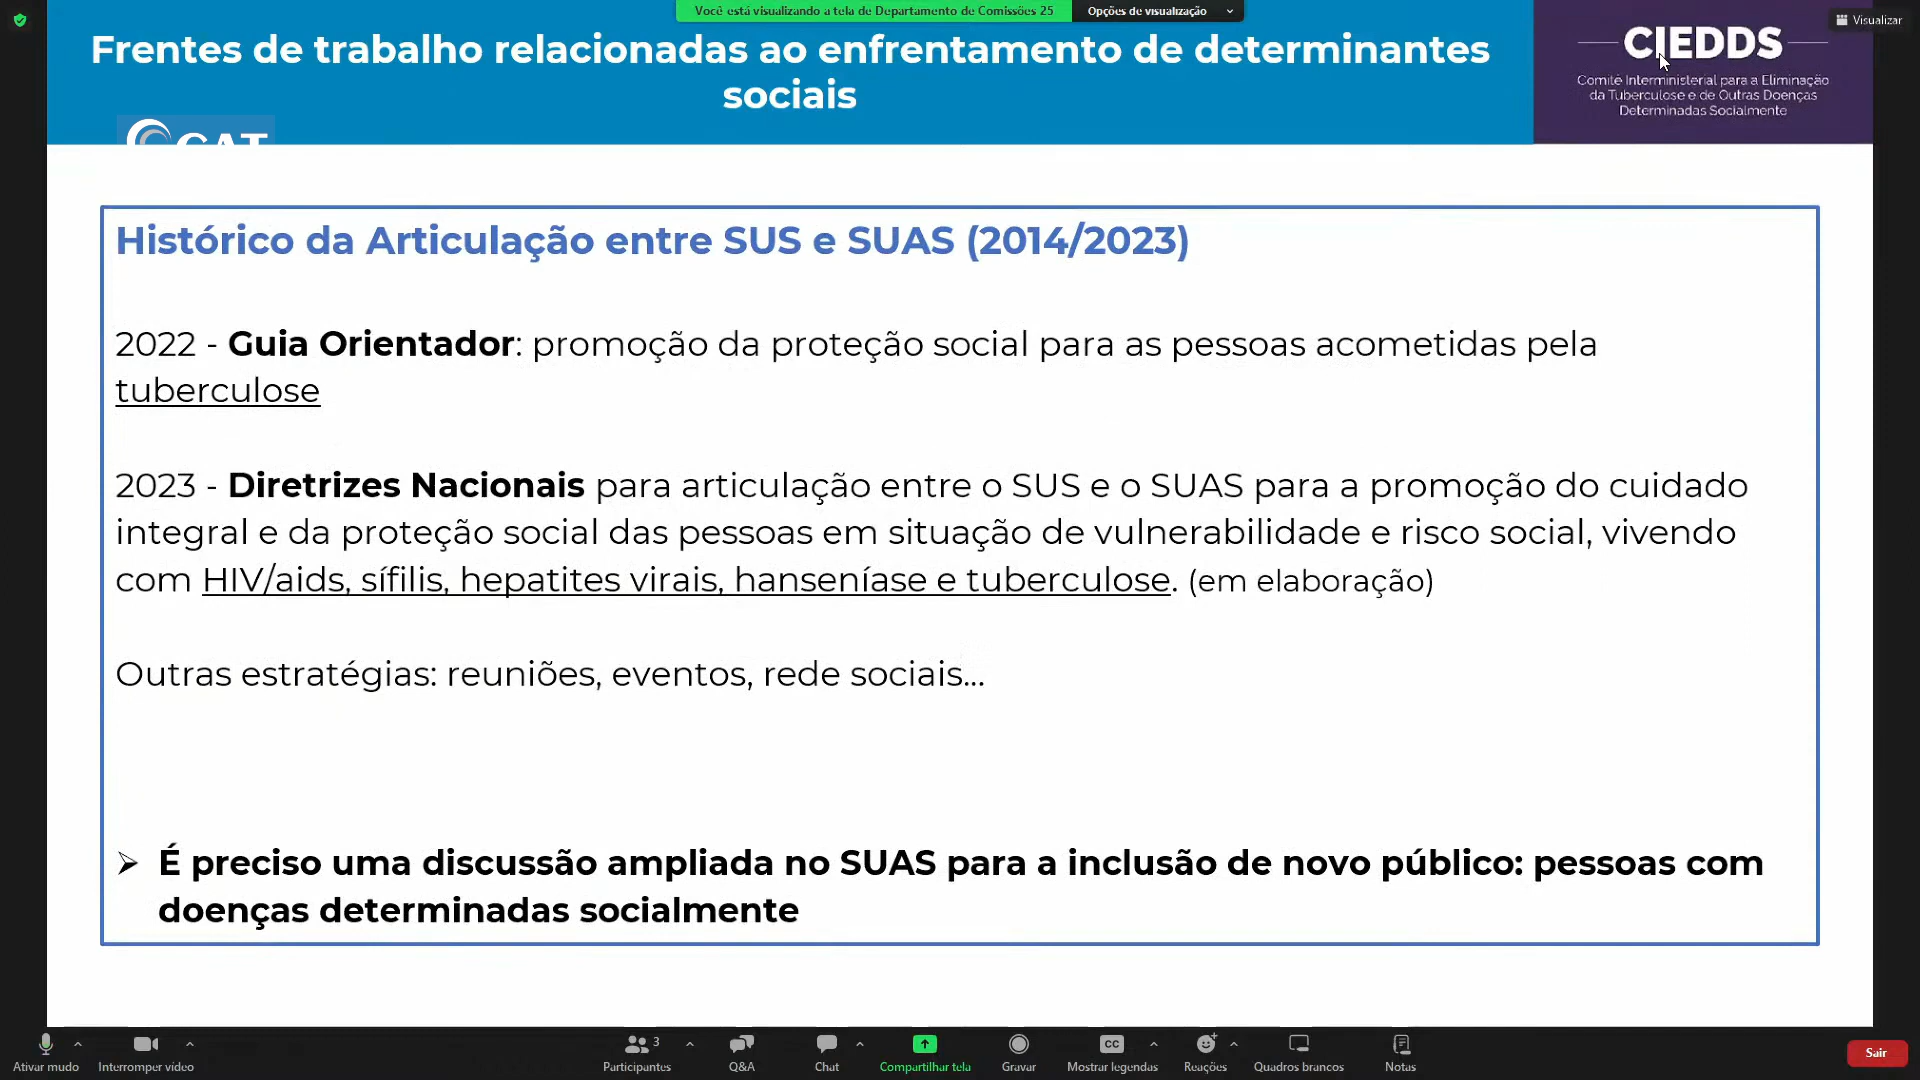 Você está visualizando a tela de Departamento de Comissões 25
Opções de visualização
Visualizar
Frentes de trabalho relacionadas ao enfrentamento de determinantes
sociais
CIEDDS
Comitê Interministerial para a Eliminação
da Tuberculose e de Outras Doenças
Determinadas Socialmente
Histórico da Articulação entre SUS e SUAS (2014/2023)
2022 - Guia Orientador: promoção da proteção social para as pessoas acometidas pela
tuberculose
2023 - Diretrizes Nacionais para articulação entre o SUS e o SUAS para a promoção do cuidado
integral e da proteção social das pessoas em situação de vulnerabilidade e risco social, vivendo
com HIV/aids, sífilis, hepatites virais, hanseníase e tuberculose. (em elaboração)
Outras estratégias: reuniões, eventos, rede sociais...
➢ É preciso uma discussão ampliada no SUAS para a inclusão de novo público: pessoas com
doenças determinadas socialmente
Ativar mudo
Interromper vídeo
3
Participantes
Q&A
Chat
Compartilhar tela
Gravar
CC
Mostrar legendas
Reações
Quadros brancos
Notas
Sair